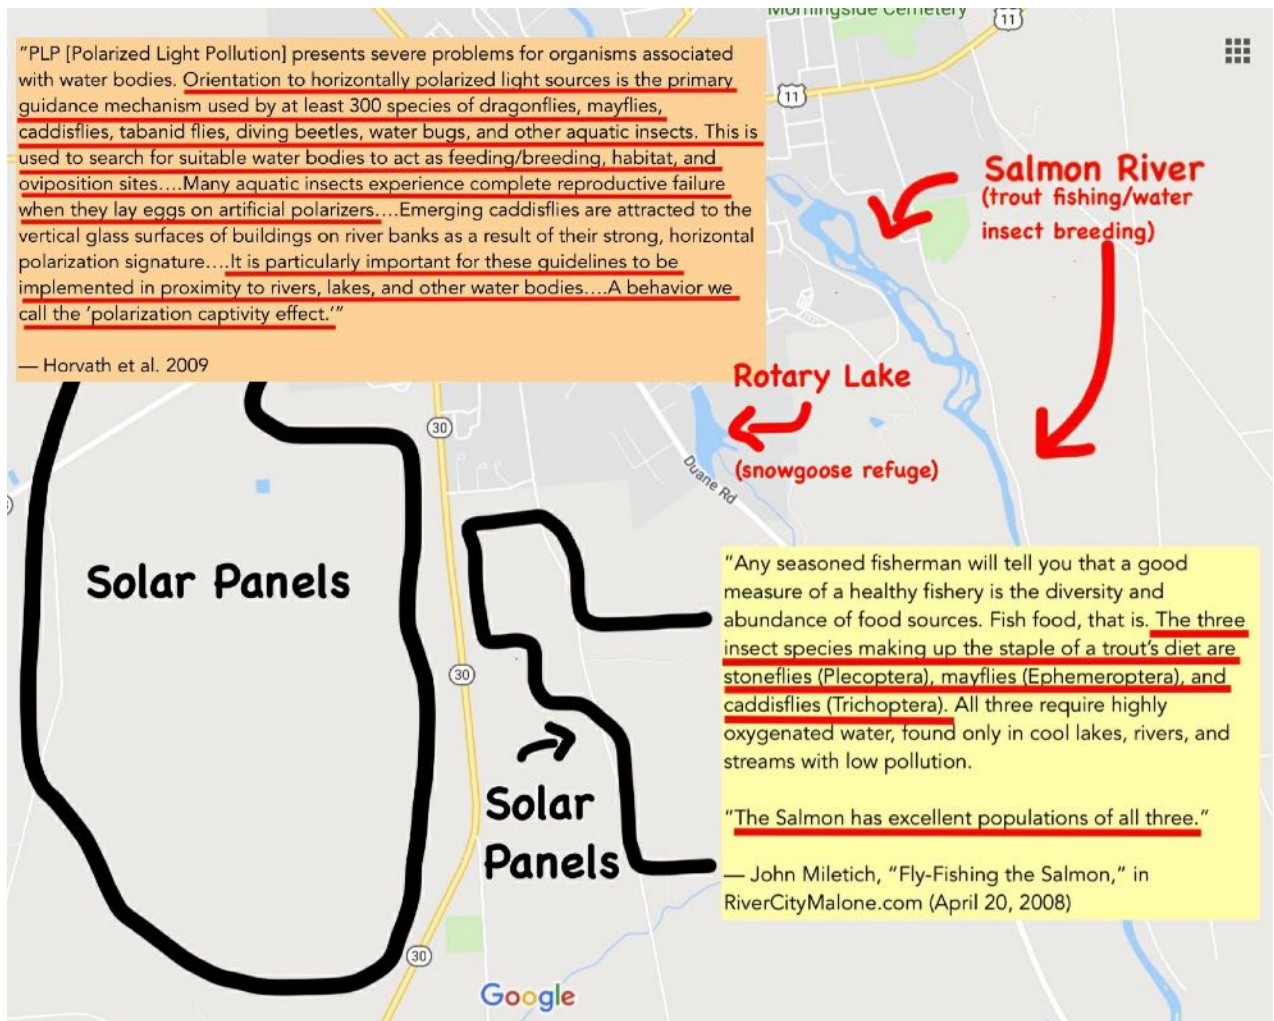 Morningside Cemetery
11
"PLP [Polarized Light Pollution] presents severe problems for organisms associated
with water bodies. Orientation to horizontally polarized light sources is the primary
guidance mechanism used by at least 300 species of dragonflies, mayflies,
caddisflies, tabanid flies, diving beetles, water bugs, and other aquatic insects. This is
used to search for suitable water bodies to act as feeding/breeding, habitat, and
oviposition sites....Many aquatic insects experience complete reproductive failure
when they lay eggs on artificial polarizers....Emerging caddisflies are attracted to the
vertical glass surfaces of buildings on river banks as a result of their strong, horizontal
polarization signature....It is particularly important for these guidelines to be
implemented in proximity to rivers, lakes, and other water bodies....A behavior we
call the 'polarization captivity effect.'"
— Horvath et al. 2009
11
Salmon River
(trout fishing/water
insect breeding)
Rotary Lake
(snowgoose refuge)
30
Duane Rd
Solar Panels
30
Solar
Panels
30
"Any seasoned fisherman will tell you that a good
measure of a healthy fishery is the diversity and
abundance of food sources. Fish food, that is. The three
insect species making up the staple of a trout's diet are
stoneflies (Plecoptera), mayflies (Ephemeroptera), and
caddisflies (Trichoptera). All three require highly
oxygenated water, found only in cool lakes, rivers, and
streams with low pollution.
"The Salmon has excellent populations of all three."
— John Miletich, "Fly-Fishing the Salmon," in
RiverCityMalone.com (April 20, 2008)
Google